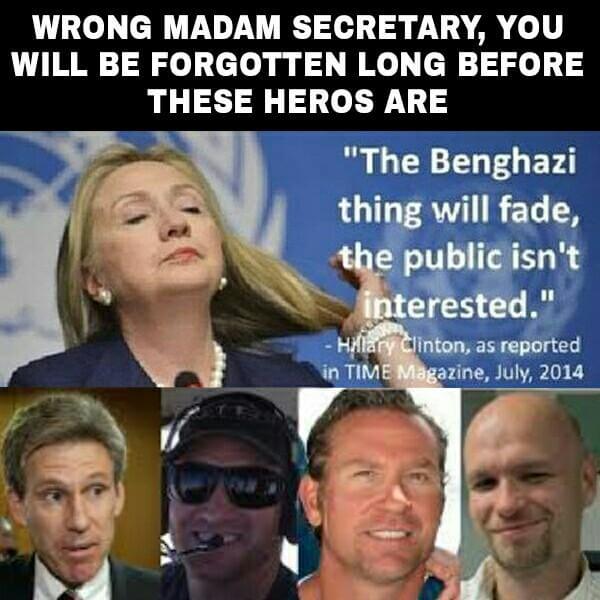 WRONG MADAM SECRETARY, YOU
WILL BE FORGOTTEN LONG BEFORE
THESE HEROS ARE
"The Benghazi
thing will fade,
the public isn't
interested."
- Hillary Clinton, as reported
in TIME Magazine, July, 2014